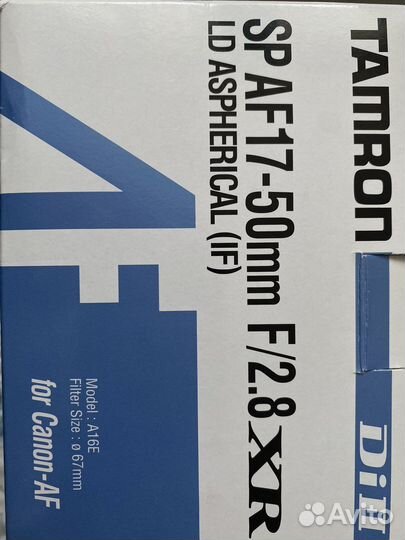 TAMRON
Di II
SP AF17-50mm F/2.8 XR
LD ASPHERICAL (IF)
AF
Model : A16E
Filter Size : ø 67mm
for Canon-AF
Avito